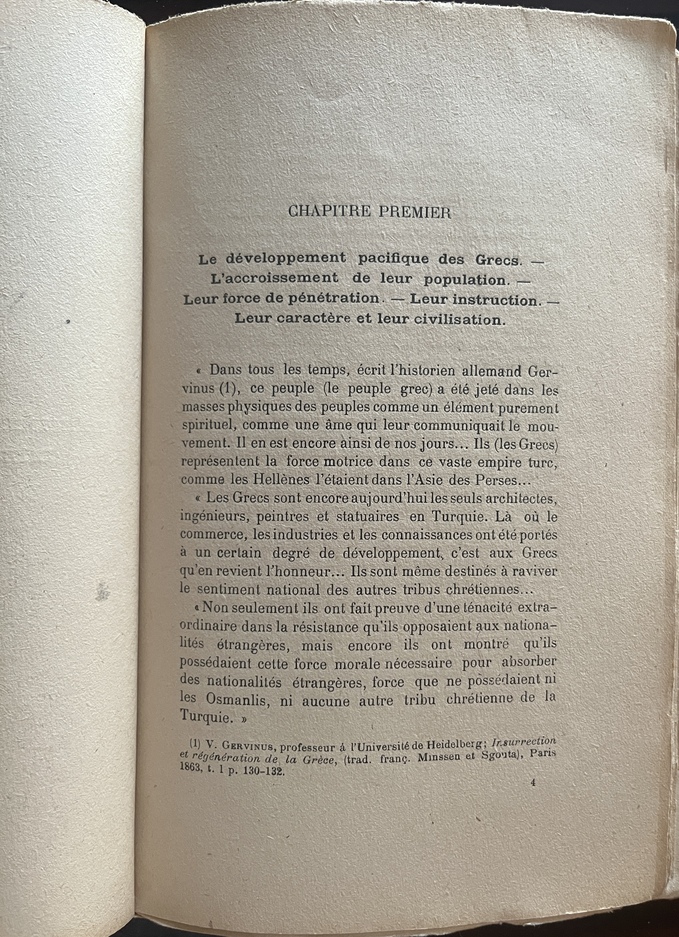 CHAPITRE PREMIER
Le développement pacifique des Grecs. —
L'accroissement de leur population. —
Leur force de pénétration. — Leur instruction. —
Leur caractère et leur civilisation.
« Dans tous les temps, écrit l'historien allemand Ger-
vinus (1), ce peuple (le peuple grec) a été jeté dans les
masses physiques des peuples comme un élément purement
spirituel, comme une âme qui leur communiquait le mou-
vement. Il en est encore ainsi de nos jours... Ils (les Grecs)
représentent la force motrice dans ce vaste empire turc,
comme les Hellènes l'étaient dans l'Asie des Perses...
« Les Grecs sont encore aujourd'hui les seuls architectes,
ingénieurs, peintres et statuaires en Turquie. Là où le
commerce, les industries et les connaissances ont été portés
à un certain degré de développement, c'est aux Grecs
qu'en revient l'honneur... Ils sont même destinés à raviver
le sentiment national des autres tribus chrétiennes...
« Non seulement ils ont fait preuve d'une ténacité extra-
ordinaire dans la résistance qu'ils opposaient aux nationa-
lités étrangères, mais encore ils ont montré qu'ils
possédaient cette force morale nécessaire pour absorber
des nationalités étrangères, force que ne possédaient ni
les Osmanlis, ni aucune autre tribu chrétienne de la
Turquie. »
(1) V. GERVINUS, professeur à l'Université de Heidelberg; Insurrection
et régénération de la Grèce, (trad. franç. Minssen et Sgouta), Paris
1863, t. 1 p. 130-132.
4